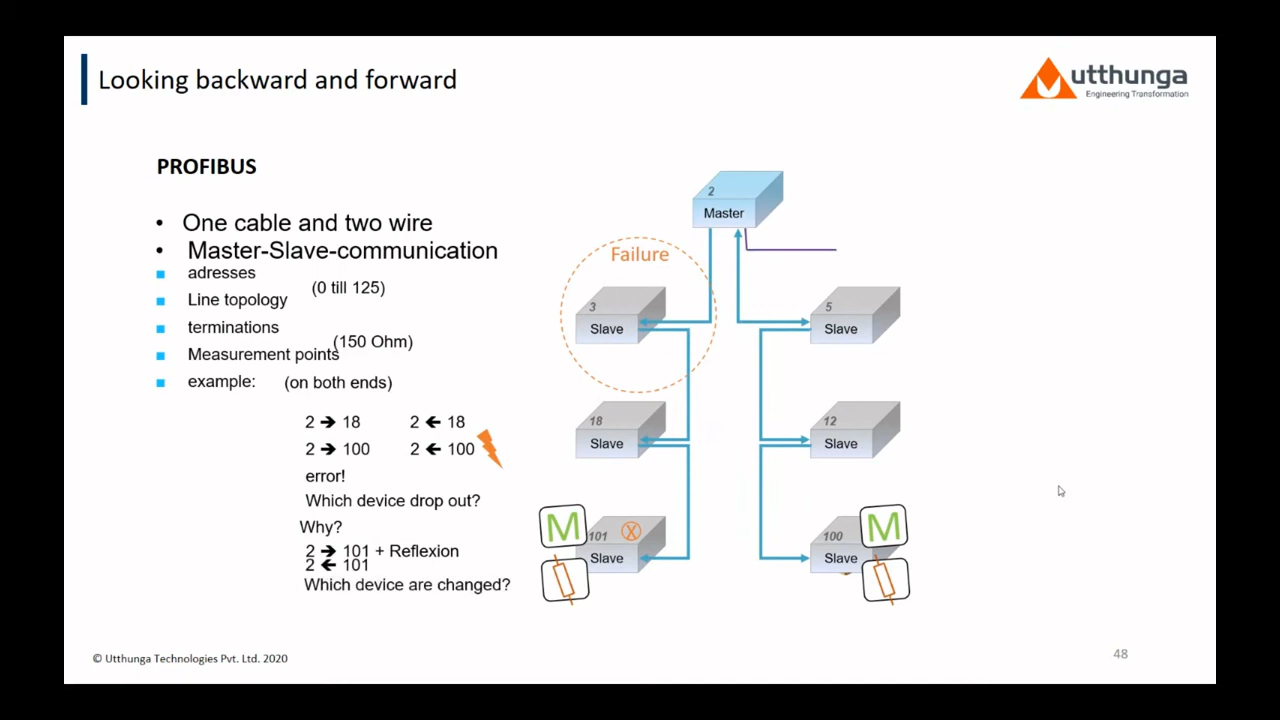 Looking backward and forward
utthunga
Engineering Transformation
PROFIBUS
• One cable and two wire
• Master-Slave-communication
adresses
(0 till 125)
Line topology
terminations
(150 Ohm)
Measurement points
example: (on both ends)
2 → 18 2 ← 18
2 → 100 2 ← 100
error!
Which device drop out?
Why?
2 → 101 + Reflexion
2 ← 101
Which device are changed?
2
Master
Failure
3
Slave
5
Slave
18
Slave
12
Slave
M
101
X
Slave
100
M
Slave
© Utthunga Technologies Pvt. Ltd. 2020
48